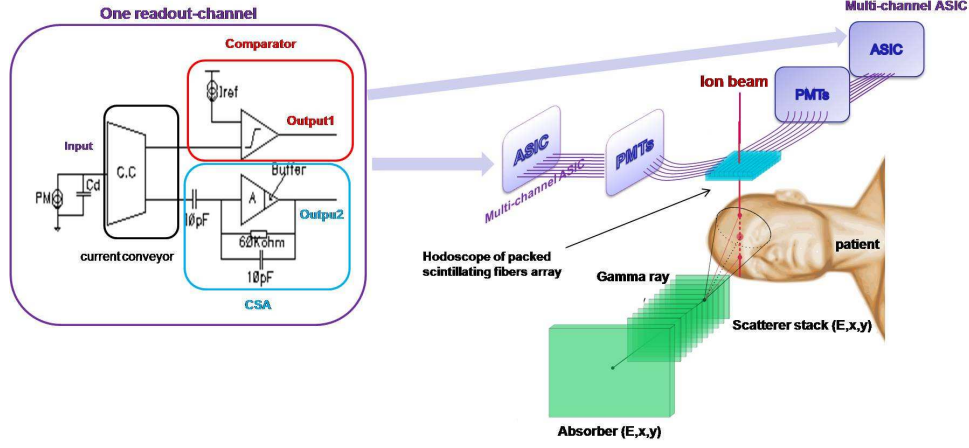 One readout-channel
Comparator
Iref
Output1
Input
C.C
Buffer
PM
Cd
A
Outpu2
10pF
60Kohm
current conveyor
10pF
CSA
Multi-channel ASIC
ASIC
Ion beam
PMTs
ASIC
PMTs
Multi-channel ASIC
Hodoscope of packed
scintillating fibers array
patient
Gamma ray
Scatterer stack (E,x,y)
Absorber (E,x,y)